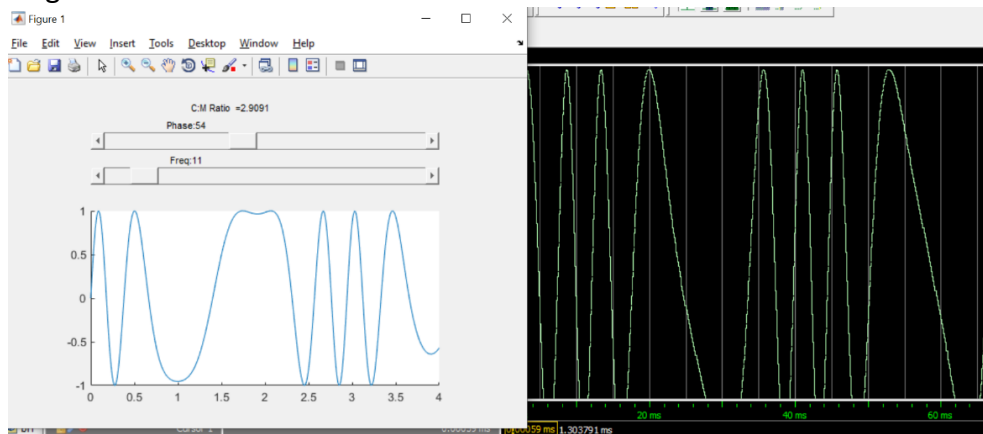 Figure 1
File Edit View Insert Tools Desktop Window Help
C:M Ratio =2.9091
Phase:54
Freq:11
1
0.5
0
-0.5
-1
0 0.5 1 1.5 2 2.5 3 3.5 4
20 ms 40 ms 60 ms
1.303791 ms